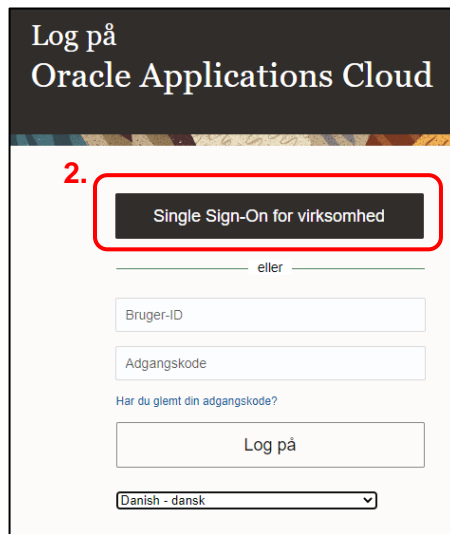 Log på
Oracle Applications Cloud
2.
Single Sign-On for virksomhed
eller
Bruger-ID
Adgangskode
Har du glemt din adgangskode?
Log på
Danish - dansk